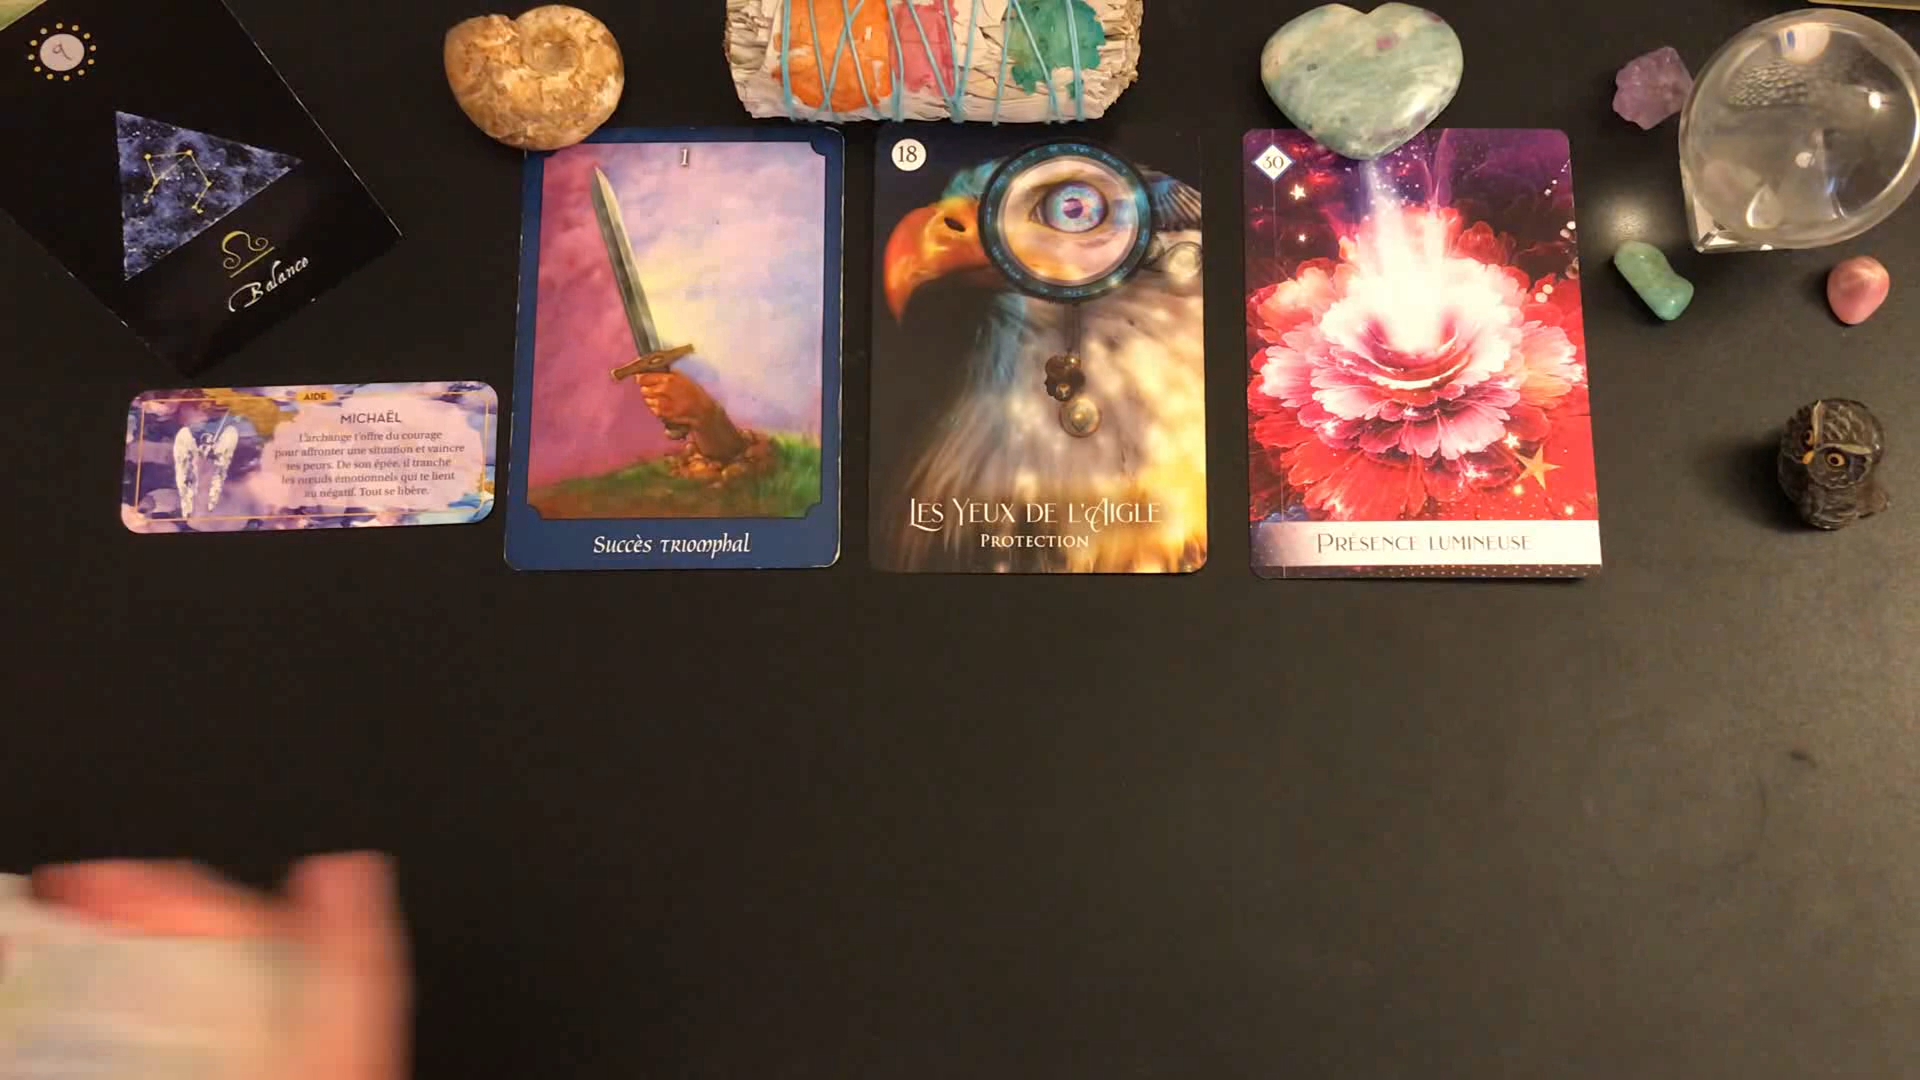 Balance
AIDE
MICHAËL
L'archange t'offre du courage
pour affronter une situation et vaincre
tes peurs. De son épée, il tranche
les nœuds émotionnels qui te lient
au négatif. Tout se libère.
1
Succès triomphal
18
LES YEUX DE L'AIGLE
PROTECTION
30
PRÉSENCE LUMINEUSE